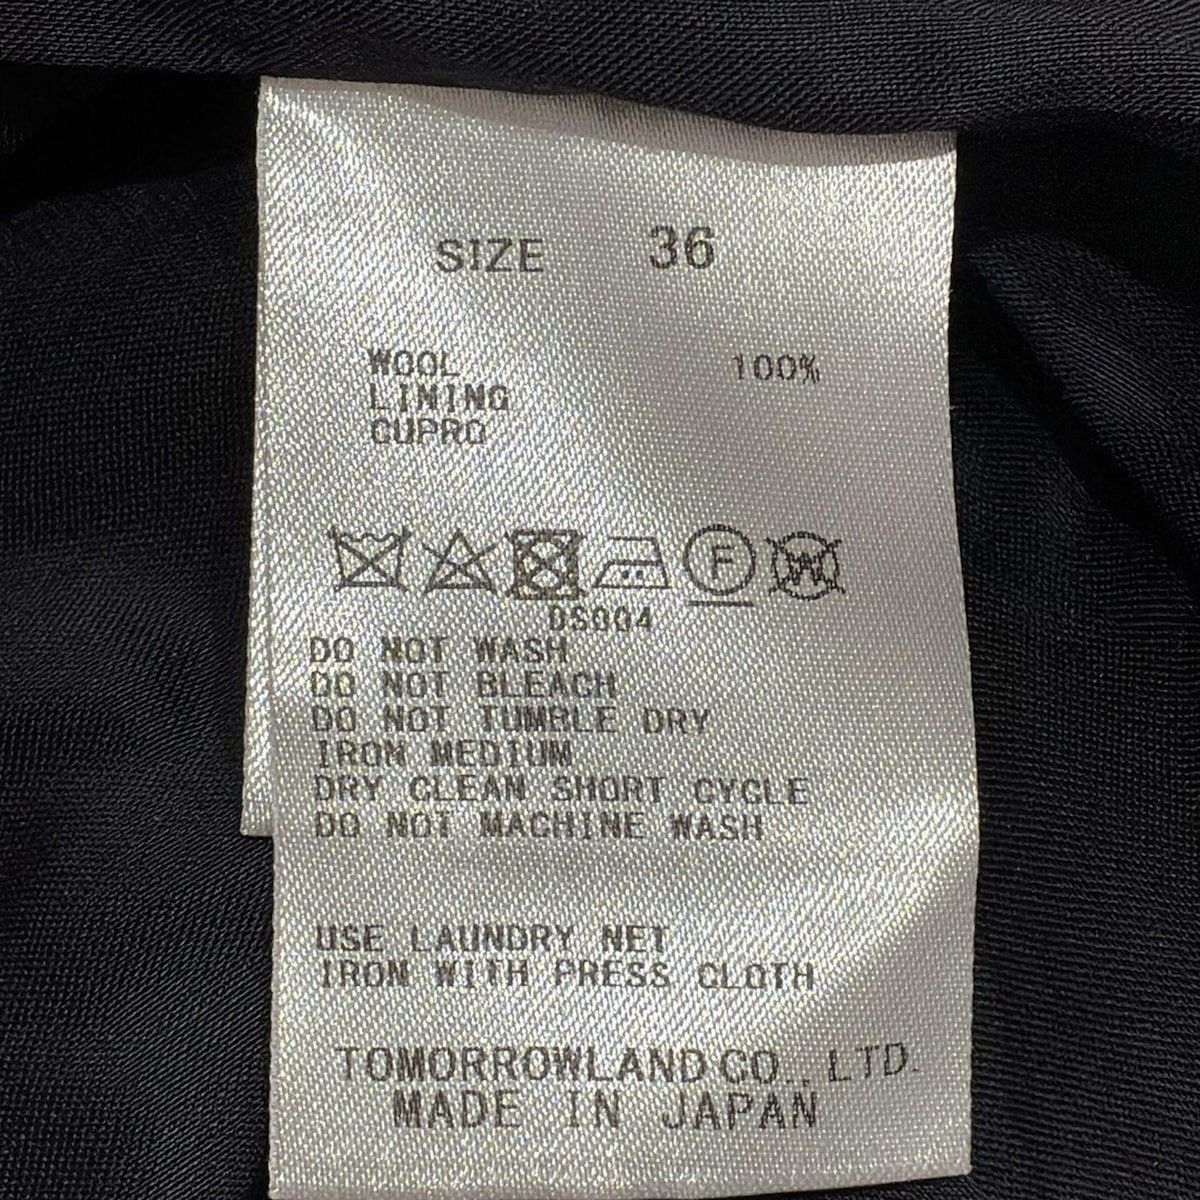 SIZE 36
WOOL 100%
LINING
CUPRO
F
W
DS004
DO NOT WASH
DO NOT BLEACH
DO NOT TUMBLE DRY
IRON MEDIUM
DRY CLEAN SHORT CYCLE
DO NOT MACHINE WASH
USE LAUNDRY NET
IRON WITH PRESS CLOTH
TOMORROWLAND CO., LTD.
MADE IN JAPAN